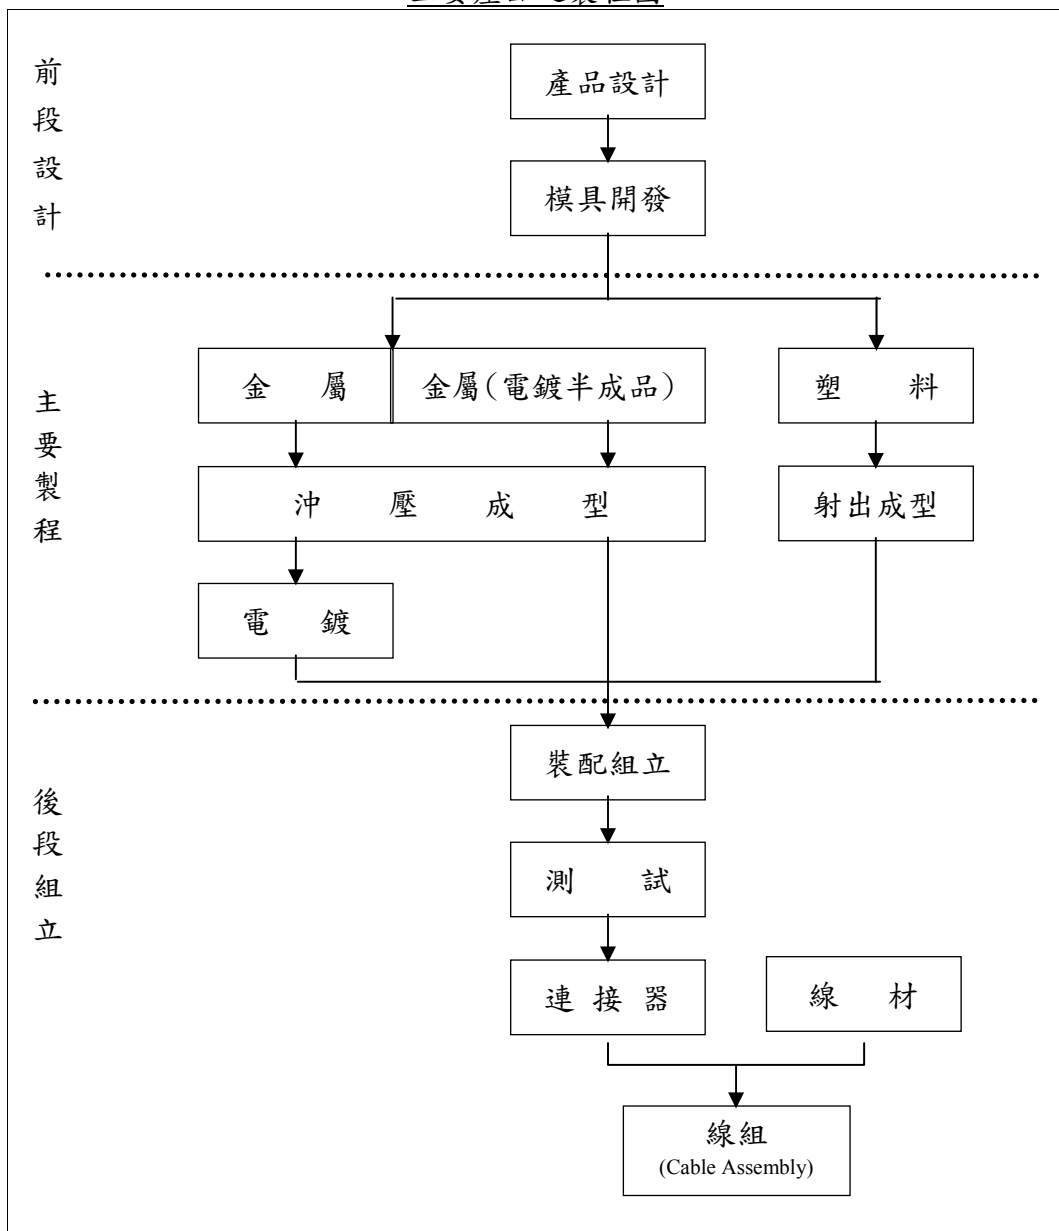 前段設計
產品設計
模具開發
主要製程
金 屬
金屬(電鍍半成品)
塑 料
沖 壓 成 型
射出成型
電 鍍
後段組立
裝配組立
測 試
連 接 器
線 材
線組
(Cable Assembly)